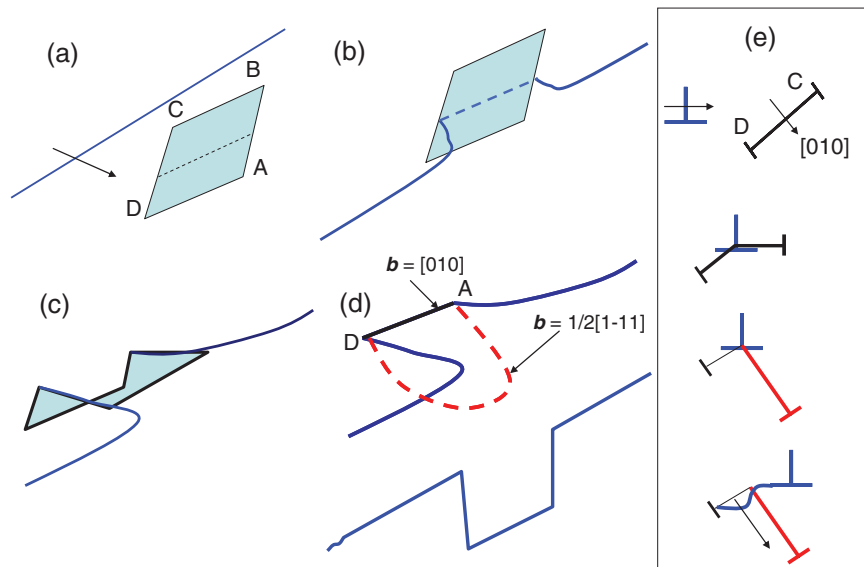 (a)
B
C
D
A
(b)
(e)
C
D
[010]
(c)
(d)
b = [010]
A
D
b = 1/2[1-11]